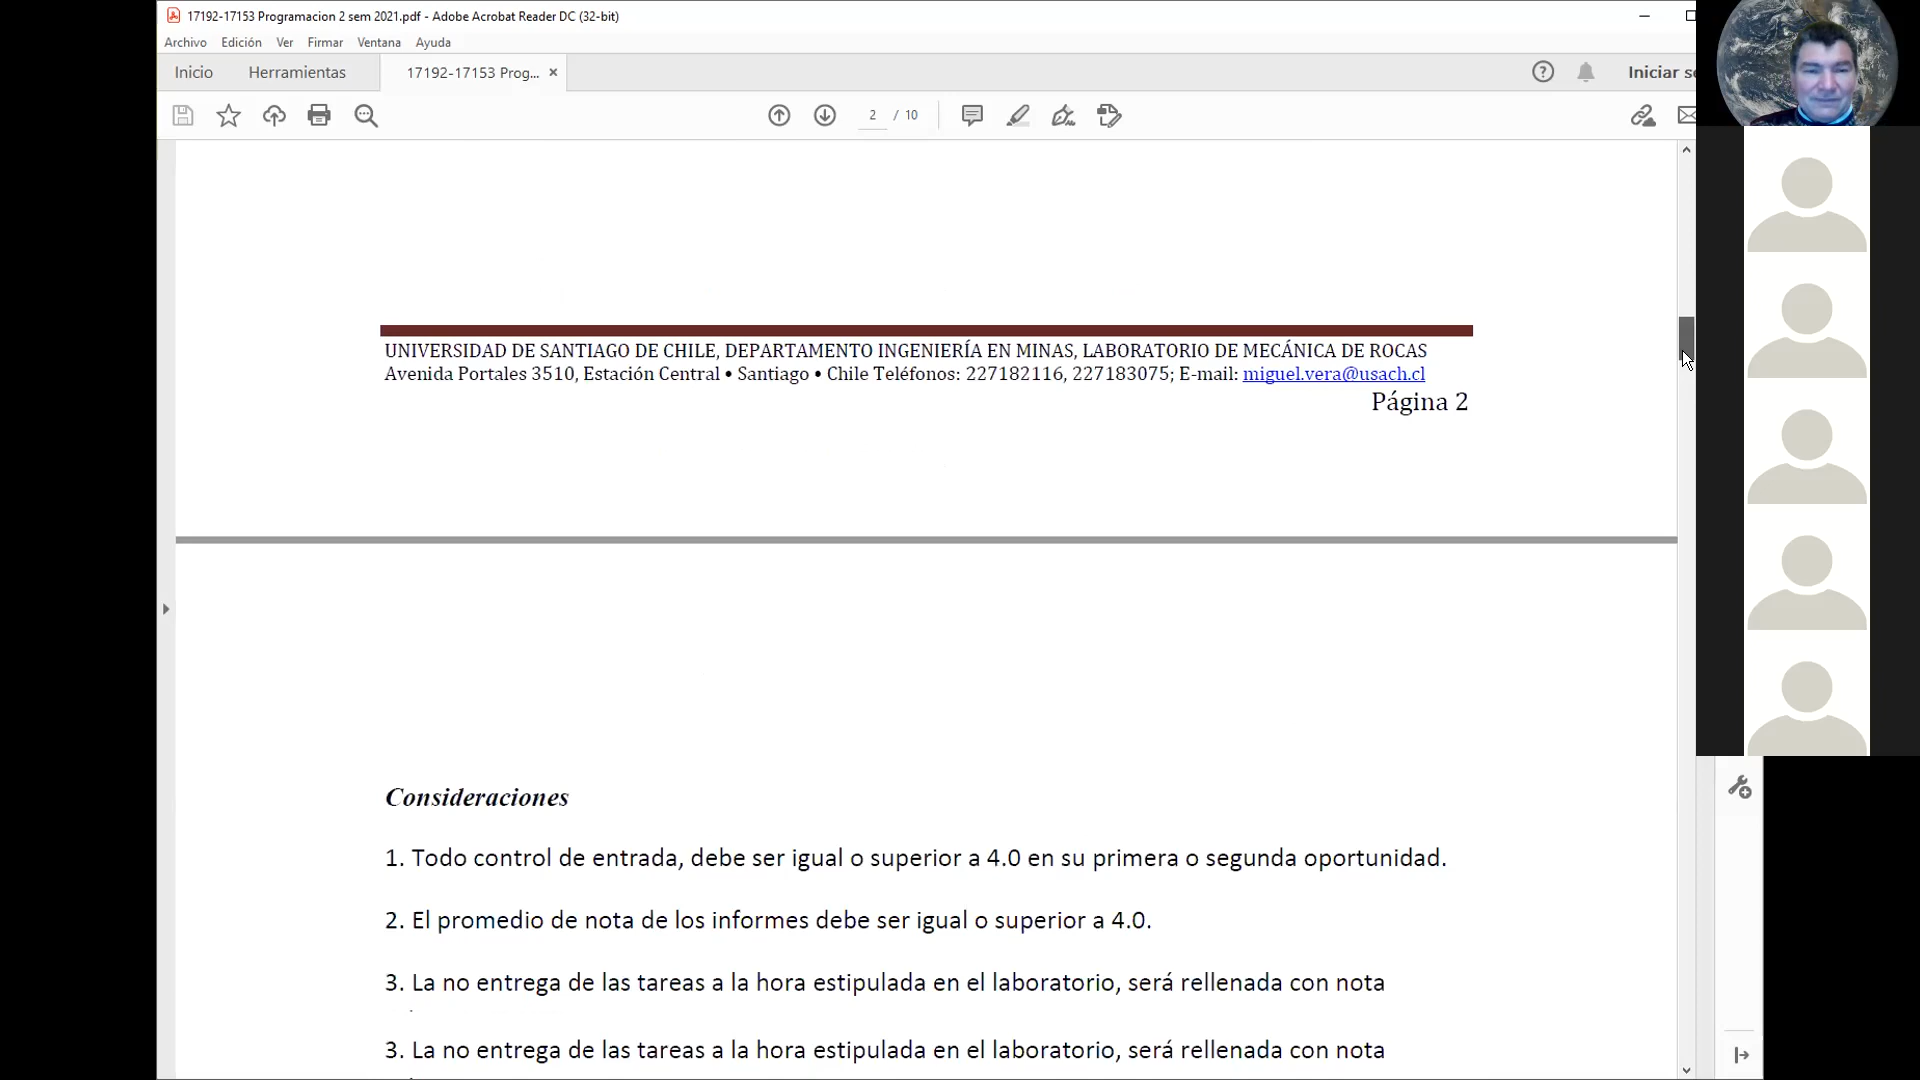 17192-17153 Programacion 2 sem 2021.pdf - Adobe Acrobat Reader DC (32-bit)
Archivo Edición Ver Firmar Ventana Ayuda
Inicio Herramientas 17192-17153 Prog... × Iniciar se
2 / 10
UNIVERSIDAD DE SANTIAGO DE CHILE, DEPARTAMENTO INGENIERÍA EN MINAS, LABORATORIO DE MECÁNICA DE ROCAS
Avenida Portales 3510, Estación Central • Santiago • Chile Teléfonos: 227182116, 227183075; E-mail: miguel.vera@usach.cl
Página 2
Consideraciones
1. Todo control de entrada, debe ser igual o superior a 4.0 en su primera o segunda oportunidad.
2. El promedio de nota de los informes debe ser igual o superior a 4.0.
3. La no entrega de las tareas a la hora estipulada en el laboratorio, será rellenada con nota
3. La no entrega de las tareas a la hora estipulada en el laboratorio, será rellenada con nota